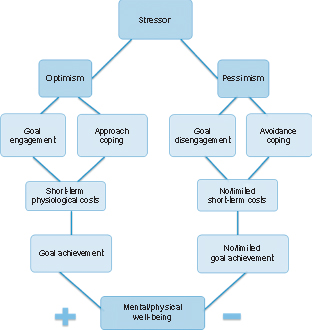 Stressor
Optimism
Pessimism
Goal
engagement
Approach
coping
Goal
disengagement
Avoidance
coping
Short-term
physiological costs
No/limited
short-term costs
Goal achievement
No/limited
goal achievement
Mental/physical
well-being
+
−